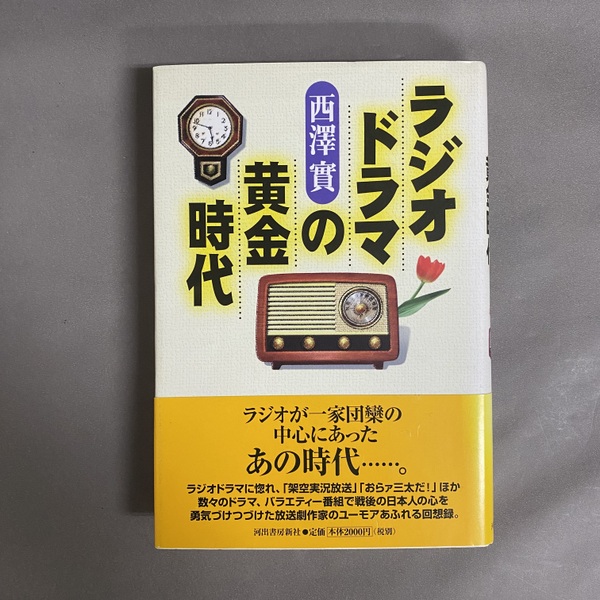 ラジオ
ドラマ
の
黄金
時代
西澤實
ラジオが一家団欒の
中心にあった
あの時代……。
ラジオドラマに惚れ、「架空実況放送」「おらァ三太だ!」ほか
数々のドラマ、バラエティー番組で戦後の日本人の心を
勇気づけつづけた放送劇作家のユーモアあふれる回想録。
河出書房新社●定価 本体2000円(税別)